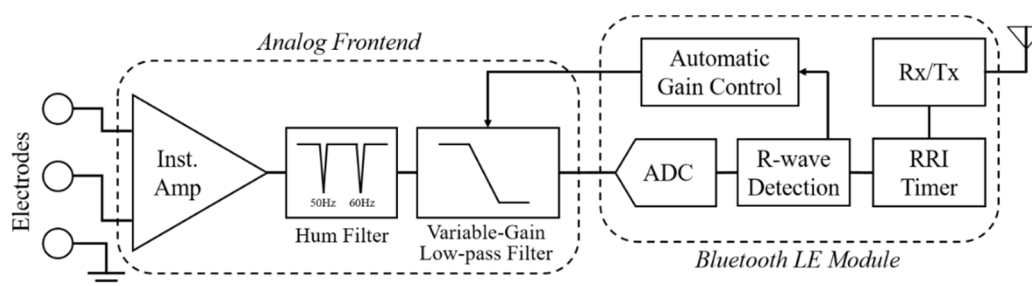 Analog Frontend
Electrodes
Inst.
Amp
50Hz 60Hz
Hum Filter
Variable-Gain
Low-pass Filter
Automatic
Gain Control
Rx/Tx
ADC
R-wave
Detection
RRI
Timer
Bluetooth LE Module